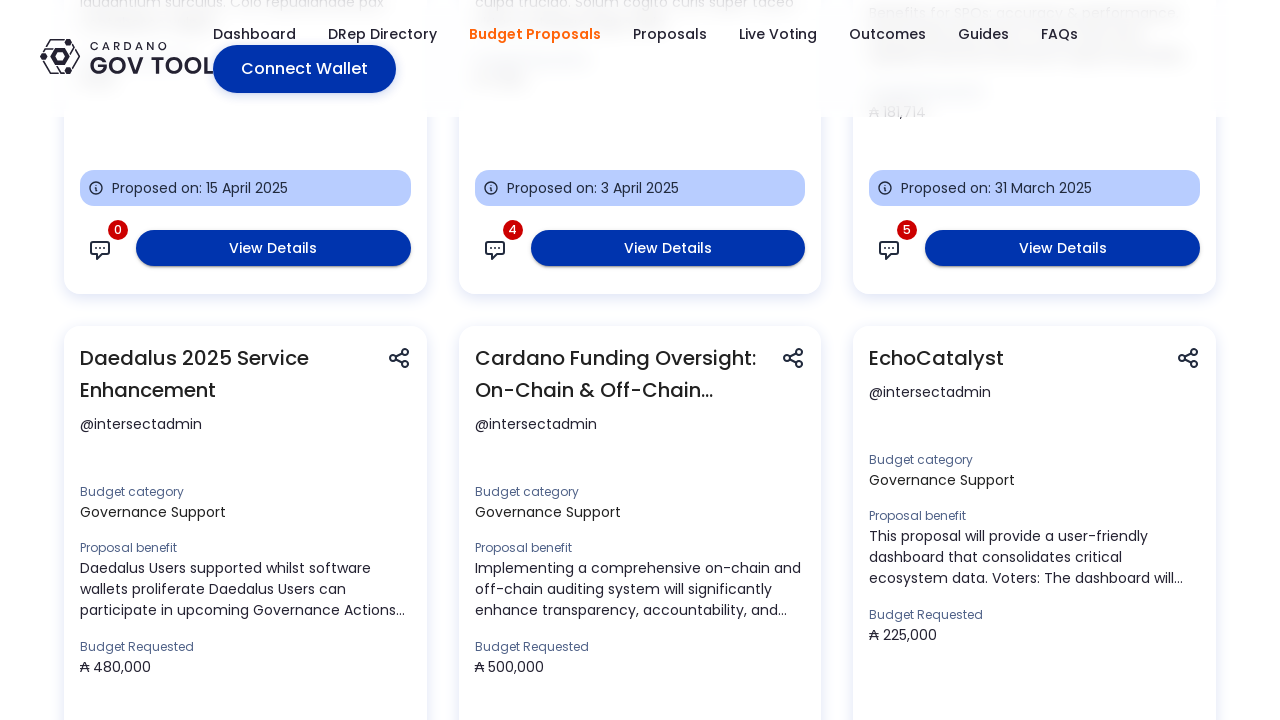 Dashboard
DRep Directory
Budget Proposals
Proposals
Live Voting
Outcomes
Guides
FAQs
CARDANO
GOV TOOL
Connect Wallet
₳ 181,714
Proposed on: 15 April 2025
Proposed on: 3 April 2025
Proposed on: 31 March 2025
0
View Details
4
View Details
5
View Details
Daedalus 2025 Service
Enhancement
@intersectadmin
Budget category
Governance Support
Proposal benefit
Daedalus Users supported whilst software
wallets proliferate Daedalus Users can
participate in upcoming Governance Actions...
Budget Requested
₳ 480,000
Cardano Funding Oversight:
On-Chain & Off-Chain...
@intersectadmin
Budget category
Governance Support
Proposal benefit
Implementing a comprehensive on-chain and
off-chain auditing system will significantly
enhance transparency, accountability, and...
Budget Requested
₳ 500,000
EchoCatalyst
@intersectadmin
Budget category
Governance Support
Proposal benefit
This proposal will provide a user-friendly
dashboard that consolidates critical
ecosystem data. Voters: The dashboard will...
Budget Requested
₳ 225,000